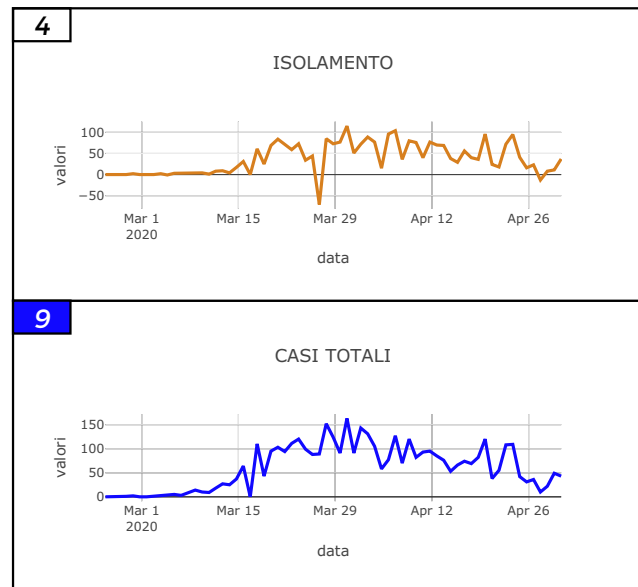 4
ISOLAMENTO
100
50
0
−50
valori
Mar 1
2020
Mar 15
Mar 29
Apr 12
Apr 26
data
9
CASI TOTALI
150
100
50
0
valori
Mar 1
2020
Mar 15
Mar 29
Apr 12
Apr 26
data